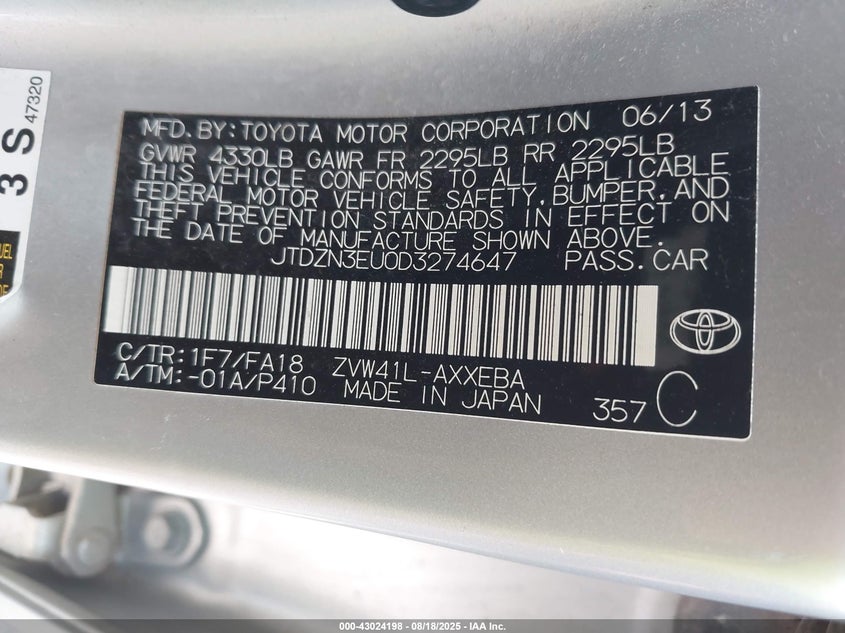 3 S 47320
UEL
MFD. BY: TOYOTA MOTOR CORPORATION 06/13
GVWR 4330LB GAWR FR 2295LB RR 2295LB
THIS VEHICLE CONFORMS TO ALL APPLICABLE
FEDERAL MOTOR VEHICLE SAFETY, BUMPER, AND
THEFT PREVENTION STANDARDS IN EFFECT ON
THE DATE OF MANUFACTURE SHOWN ABOVE.
JTDZN3EU0D3274647 PASS. CAR
C/TR: 1F7/FA18 ZVW41L-AXXEBA
A/TM: -01A/P410 MADE IN JAPAN
357 C
000-43024198 - 08/18/2025 - IAA Inc.